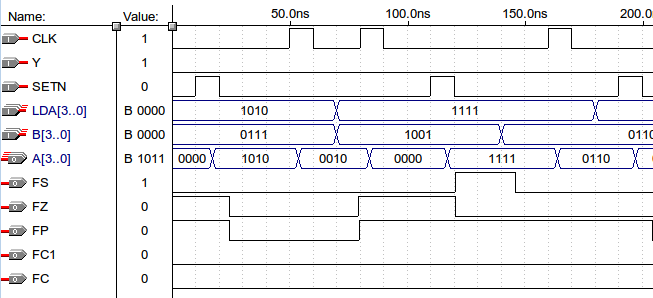 Name: Value: 50.0ns 100.0ns 150.0ns 200.0
CLK 1
Y 1
SETN 0
LDA[3..0] B 0000 1010 1111
B[3..0] B 0000 0111 1001 0110
A[3..0] B 1011 0000 1010 0010 0000 1111 0110
FS 1
FZ 0
FP 0
FC1 0
FC 0